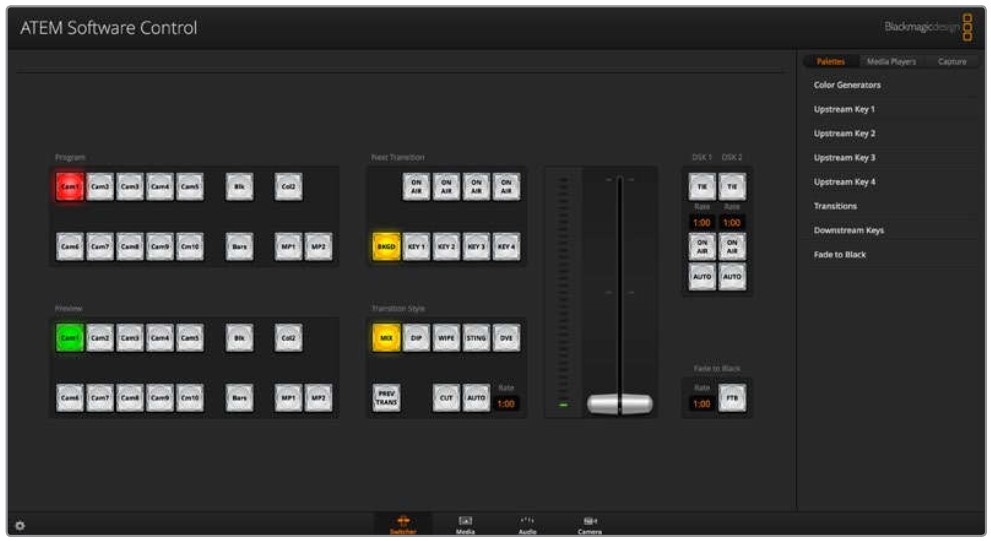 ATEM Software Control
Blackmagicdesign
Palettes Media Players Capture
Color Generators
Upstream Key 1
Upstream Key 2
Upstream Key 3
Upstream Key 4
Transitions
Downstream Keys
Fade to Black
Program
Cam1 Cam2 Cam3 Cam4 Cam5 Blk Col2
Cam6 Cam7 Cam8 Cam9 Cm10 Bars MP1 MP2
Next Transition
ON AIR ON AIR ON AIR ON AIR
BKGD KEY 1 KEY 2 KEY 3 KEY 4
DSK 1 DSK 2
TIE TIE
Rate Rate
1:00 1:00
ON AIR ON AIR
AUTO AUTO
Preview
Cam1 Cam2 Cam3 Cam4 Cam5 Blk Col2
Cam6 Cam7 Cam8 Cam9 Cm10 Bars MP1 MP2
Transition Style
MIX DIP WIPE STING DVE
PREV TRANS CUT AUTO Rate 1:00
Fade to Black
Rate
1:00 FTB
Switcher Media Audio Camera